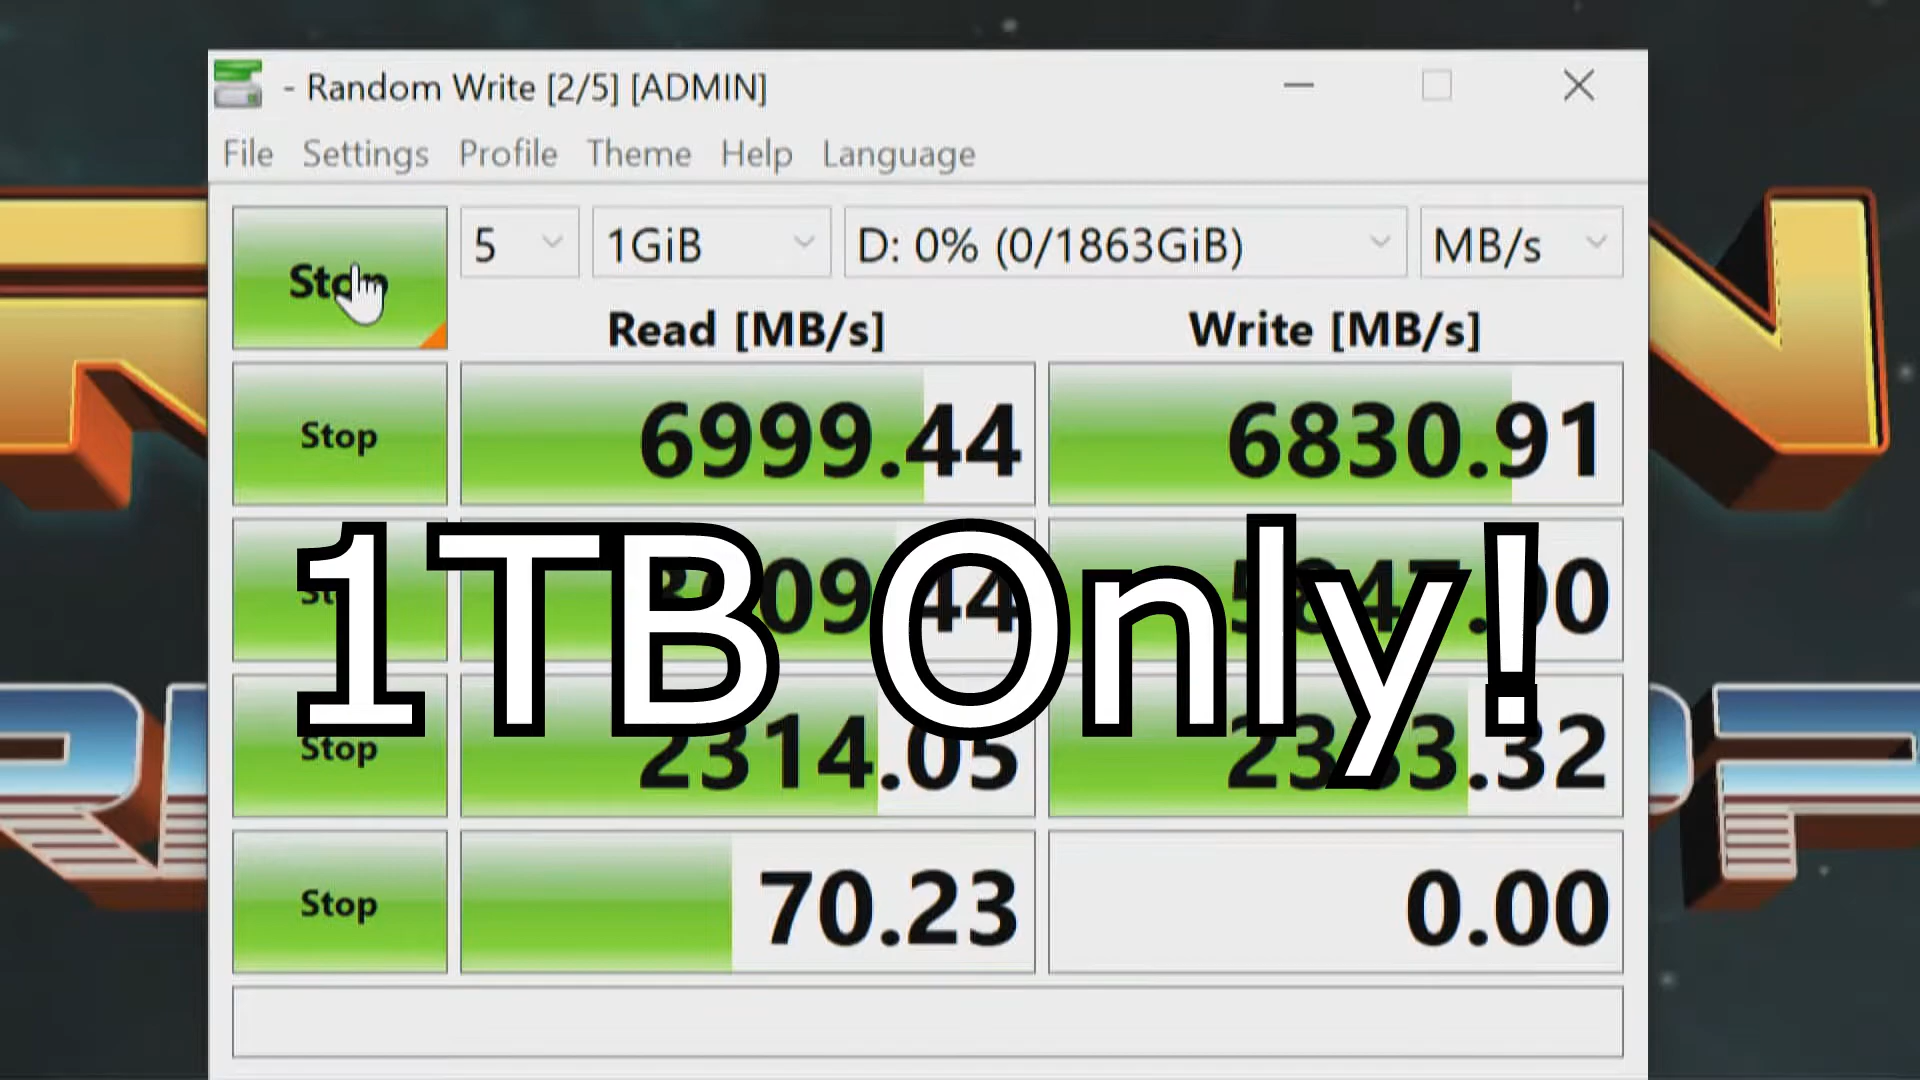 - Random Write [2/5] [ADMIN]
File Settings Profile Theme Help Language
Stop 5 1GiB D: 0% (0/1863GiB) MB/s
Read [MB/s] Write [MB/s]
Stop 6999.44 6830.91
1TB Only!
Stop 2314.05
Stop 70.23 0.00